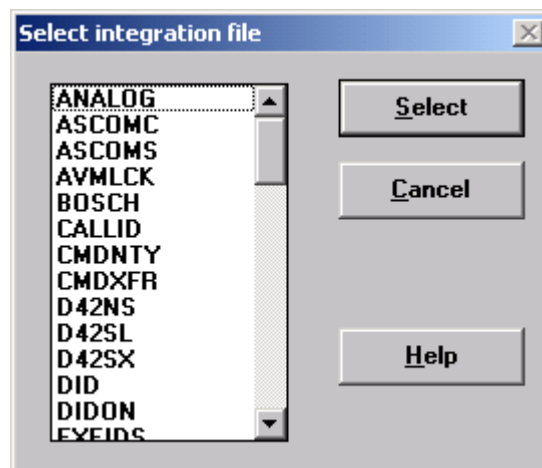 Select integration file
ANALOG
ASCOMC
ASCOMS
AVMLCK
BOSCH
CALLID
CMDNTY
CMDXFR
D42NS
D42SL
D42SX
DID
DIDON
Select
Cancel
Help